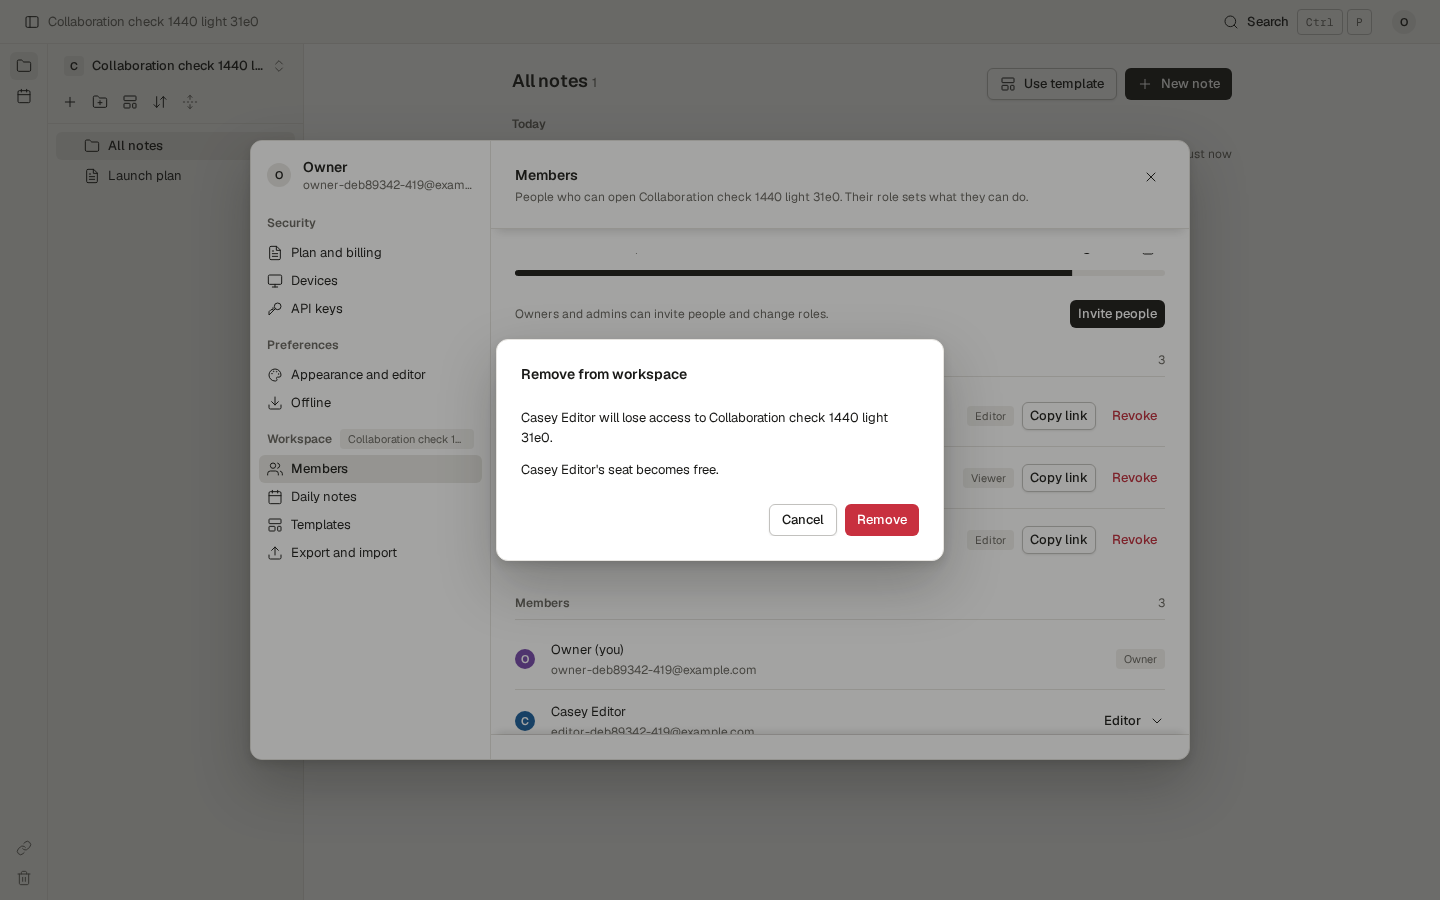 Collaboration check 1440 light 31e0
Search Ctrl P O
C Collaboration check 1440 l...
All notes
Launch plan
All notes 1
Use template
New note
Today
ust now
O Owner
owner-deb89342-419@exam...
Security
Plan and billing
Devices
API keys
Preferences
Appearance and editor
Offline
Workspace Collaboration check 1...
Members
Daily notes
Templates
Export and import
Members
People who can open Collaboration check 1440 light 31e0. Their role sets what they can do.
Owners and admins can invite people and change roles.
Invite people
3
Editor Copy link Revoke
Viewer Copy link Revoke
Editor Copy link Revoke
Remove from workspace
Casey Editor will lose access to Collaboration check 1440 light
31e0.
Casey Editor's seat becomes free.
Cancel Remove
Members 3
O Owner (you)
owner-deb89342-419@example.com
Owner
C Casey Editor
editor-deb89342-419@example.com
Editor